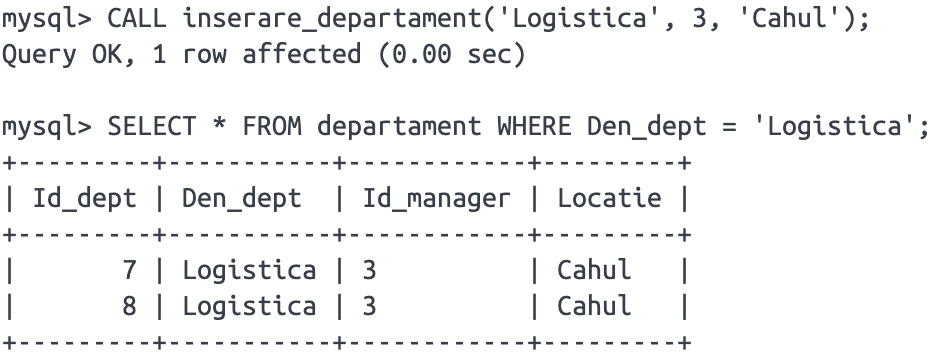 mysql> CALL inserare_departament('Logistica', 3, 'Cahul');
Query OK, 1 row affected (0.00 sec)

mysql> SELECT * FROM departament WHERE Den_dept = 'Logistica';
+---------+-----------+------------+---------+
| Id_dept | Den_dept  | Id_manager | Locatie |
+---------+-----------+------------+---------+
|       7 | Logistica | 3          | Cahul   |
|       8 | Logistica | 3          | Cahul   |
+---------+-----------+------------+---------+